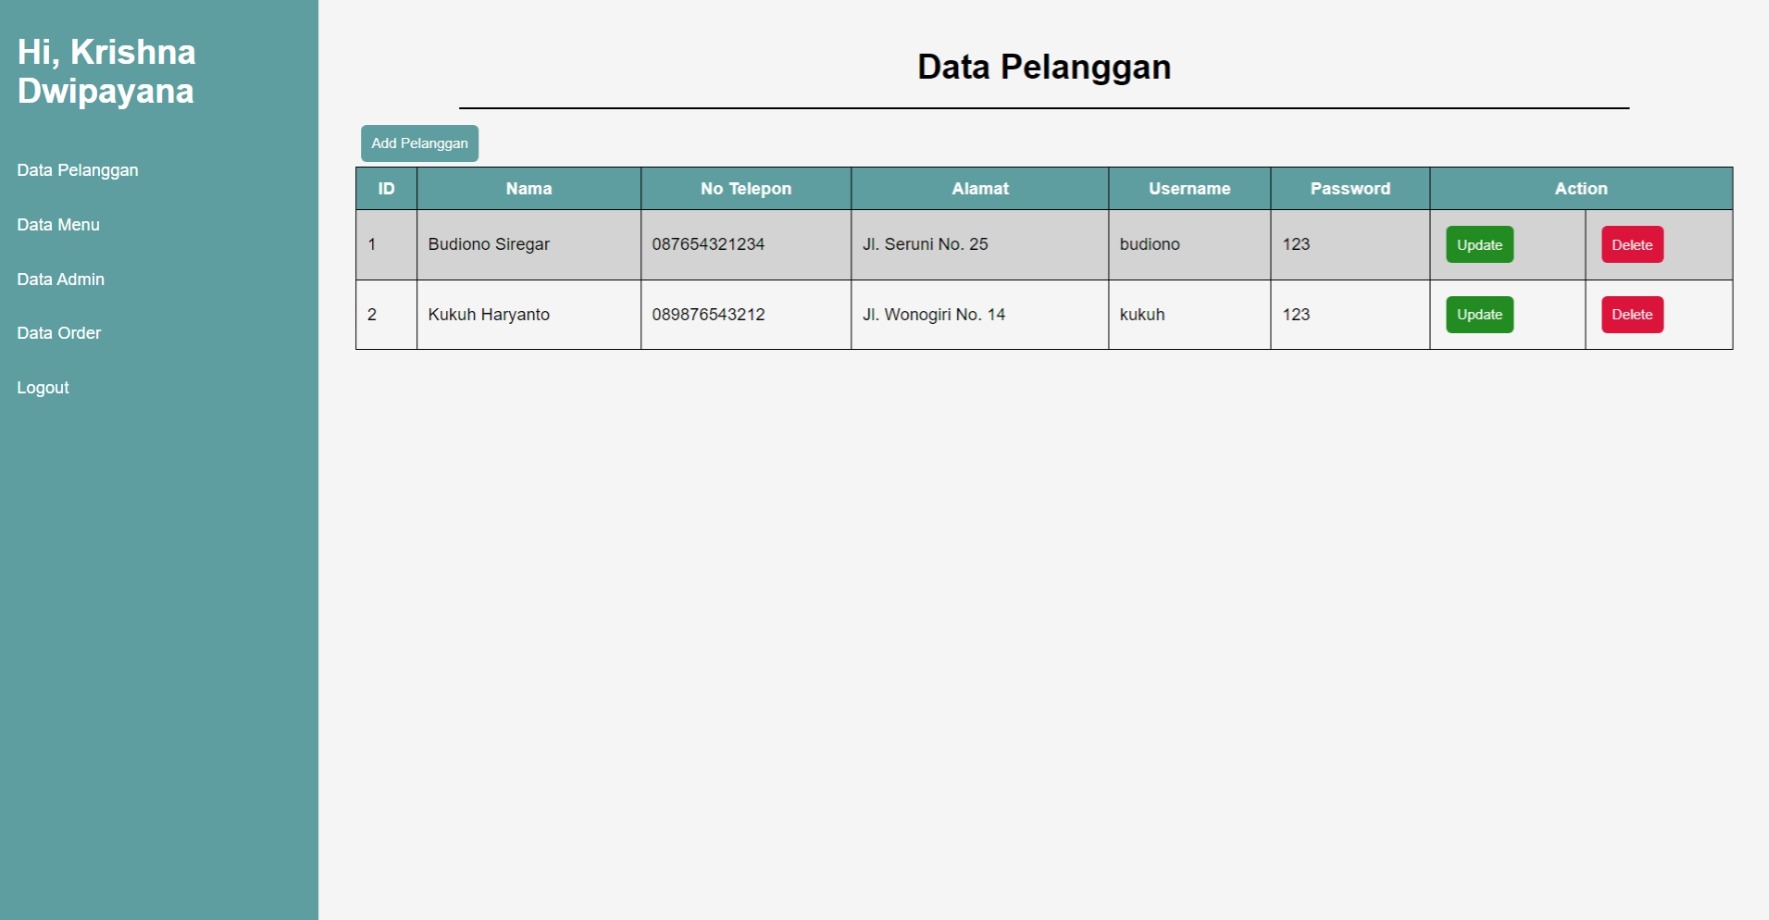 Hi, Krishna
Dwipayana
Data Pelanggan
Data Menu
Data Admin
Data Order
Logout
Data Pelanggan
Add Pelanggan
ID Nama No Telepon Alamat Username Password Action
1 Budiono Siregar 087654321234 Jl. Seruni No. 25 budiono 123 Update Delete
2 Kukuh Haryanto 089876543212 Jl. Wonogiri No. 14 kukuh 123 Update Delete